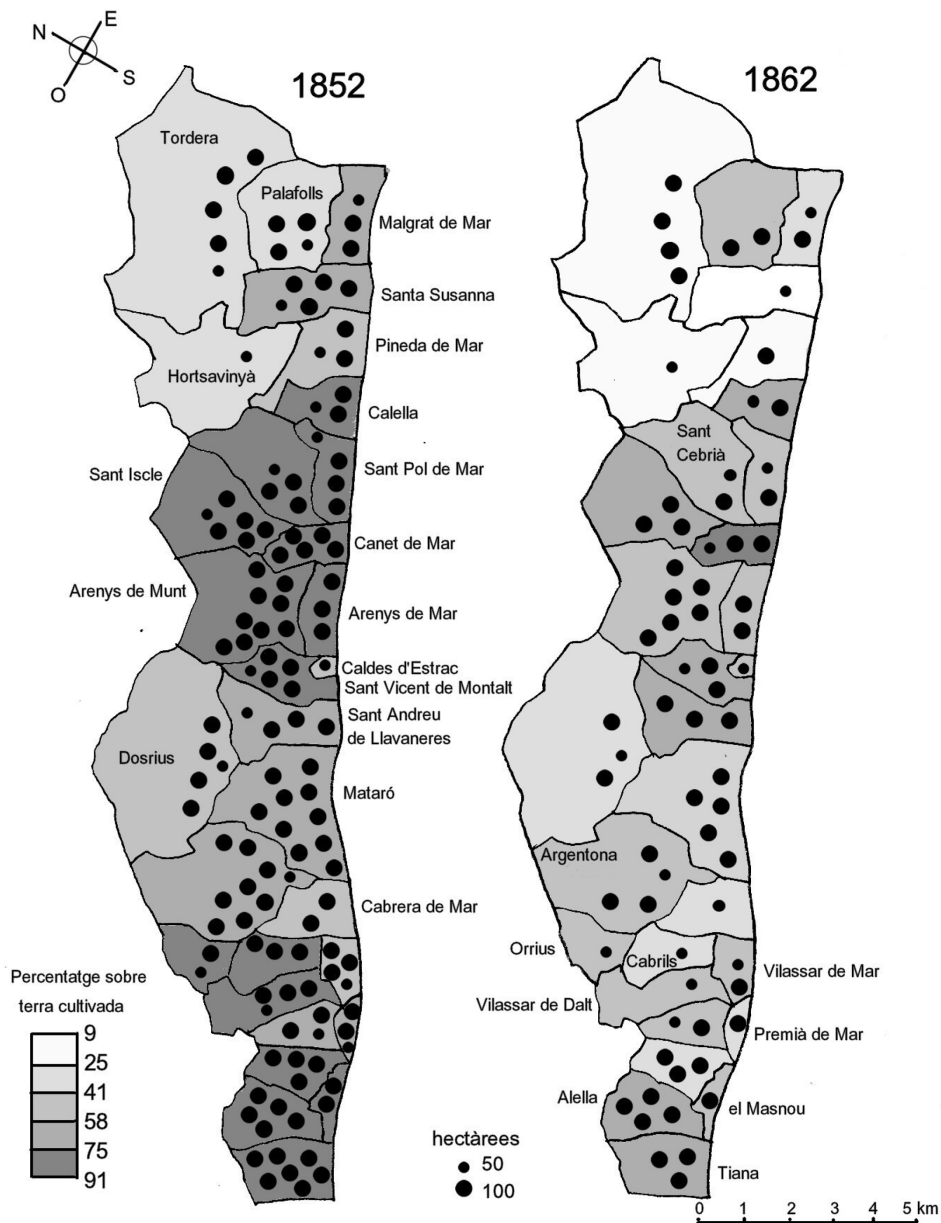 E
N
S
O
1852
1862
Tordera
Palafolls
Malgrat de Mar
Santa Susanna
Pineda de Mar
Hortsavinyà
Calella
Sant
Cebrià
Sant Iscle
Sant Pol de Mar
Canet de Mar
Arenys de Munt
Arenys de Mar
Caldes d'Estrac
Sant Vicent de Montalt
Sant Andreu
de Llavaneres
Dosrius
Mataró
Argentona
Cabrera de Mar
Orrius
Cabrils
Vilassar de Mar
Vilassar de Dalt
Premià de Mar
Alella
el Masnou
Tiana
Percentatge sobre
terra cultivada
9
25
41
58
75
91
hectàrees
50
100
0 1 2 3 4 5 km